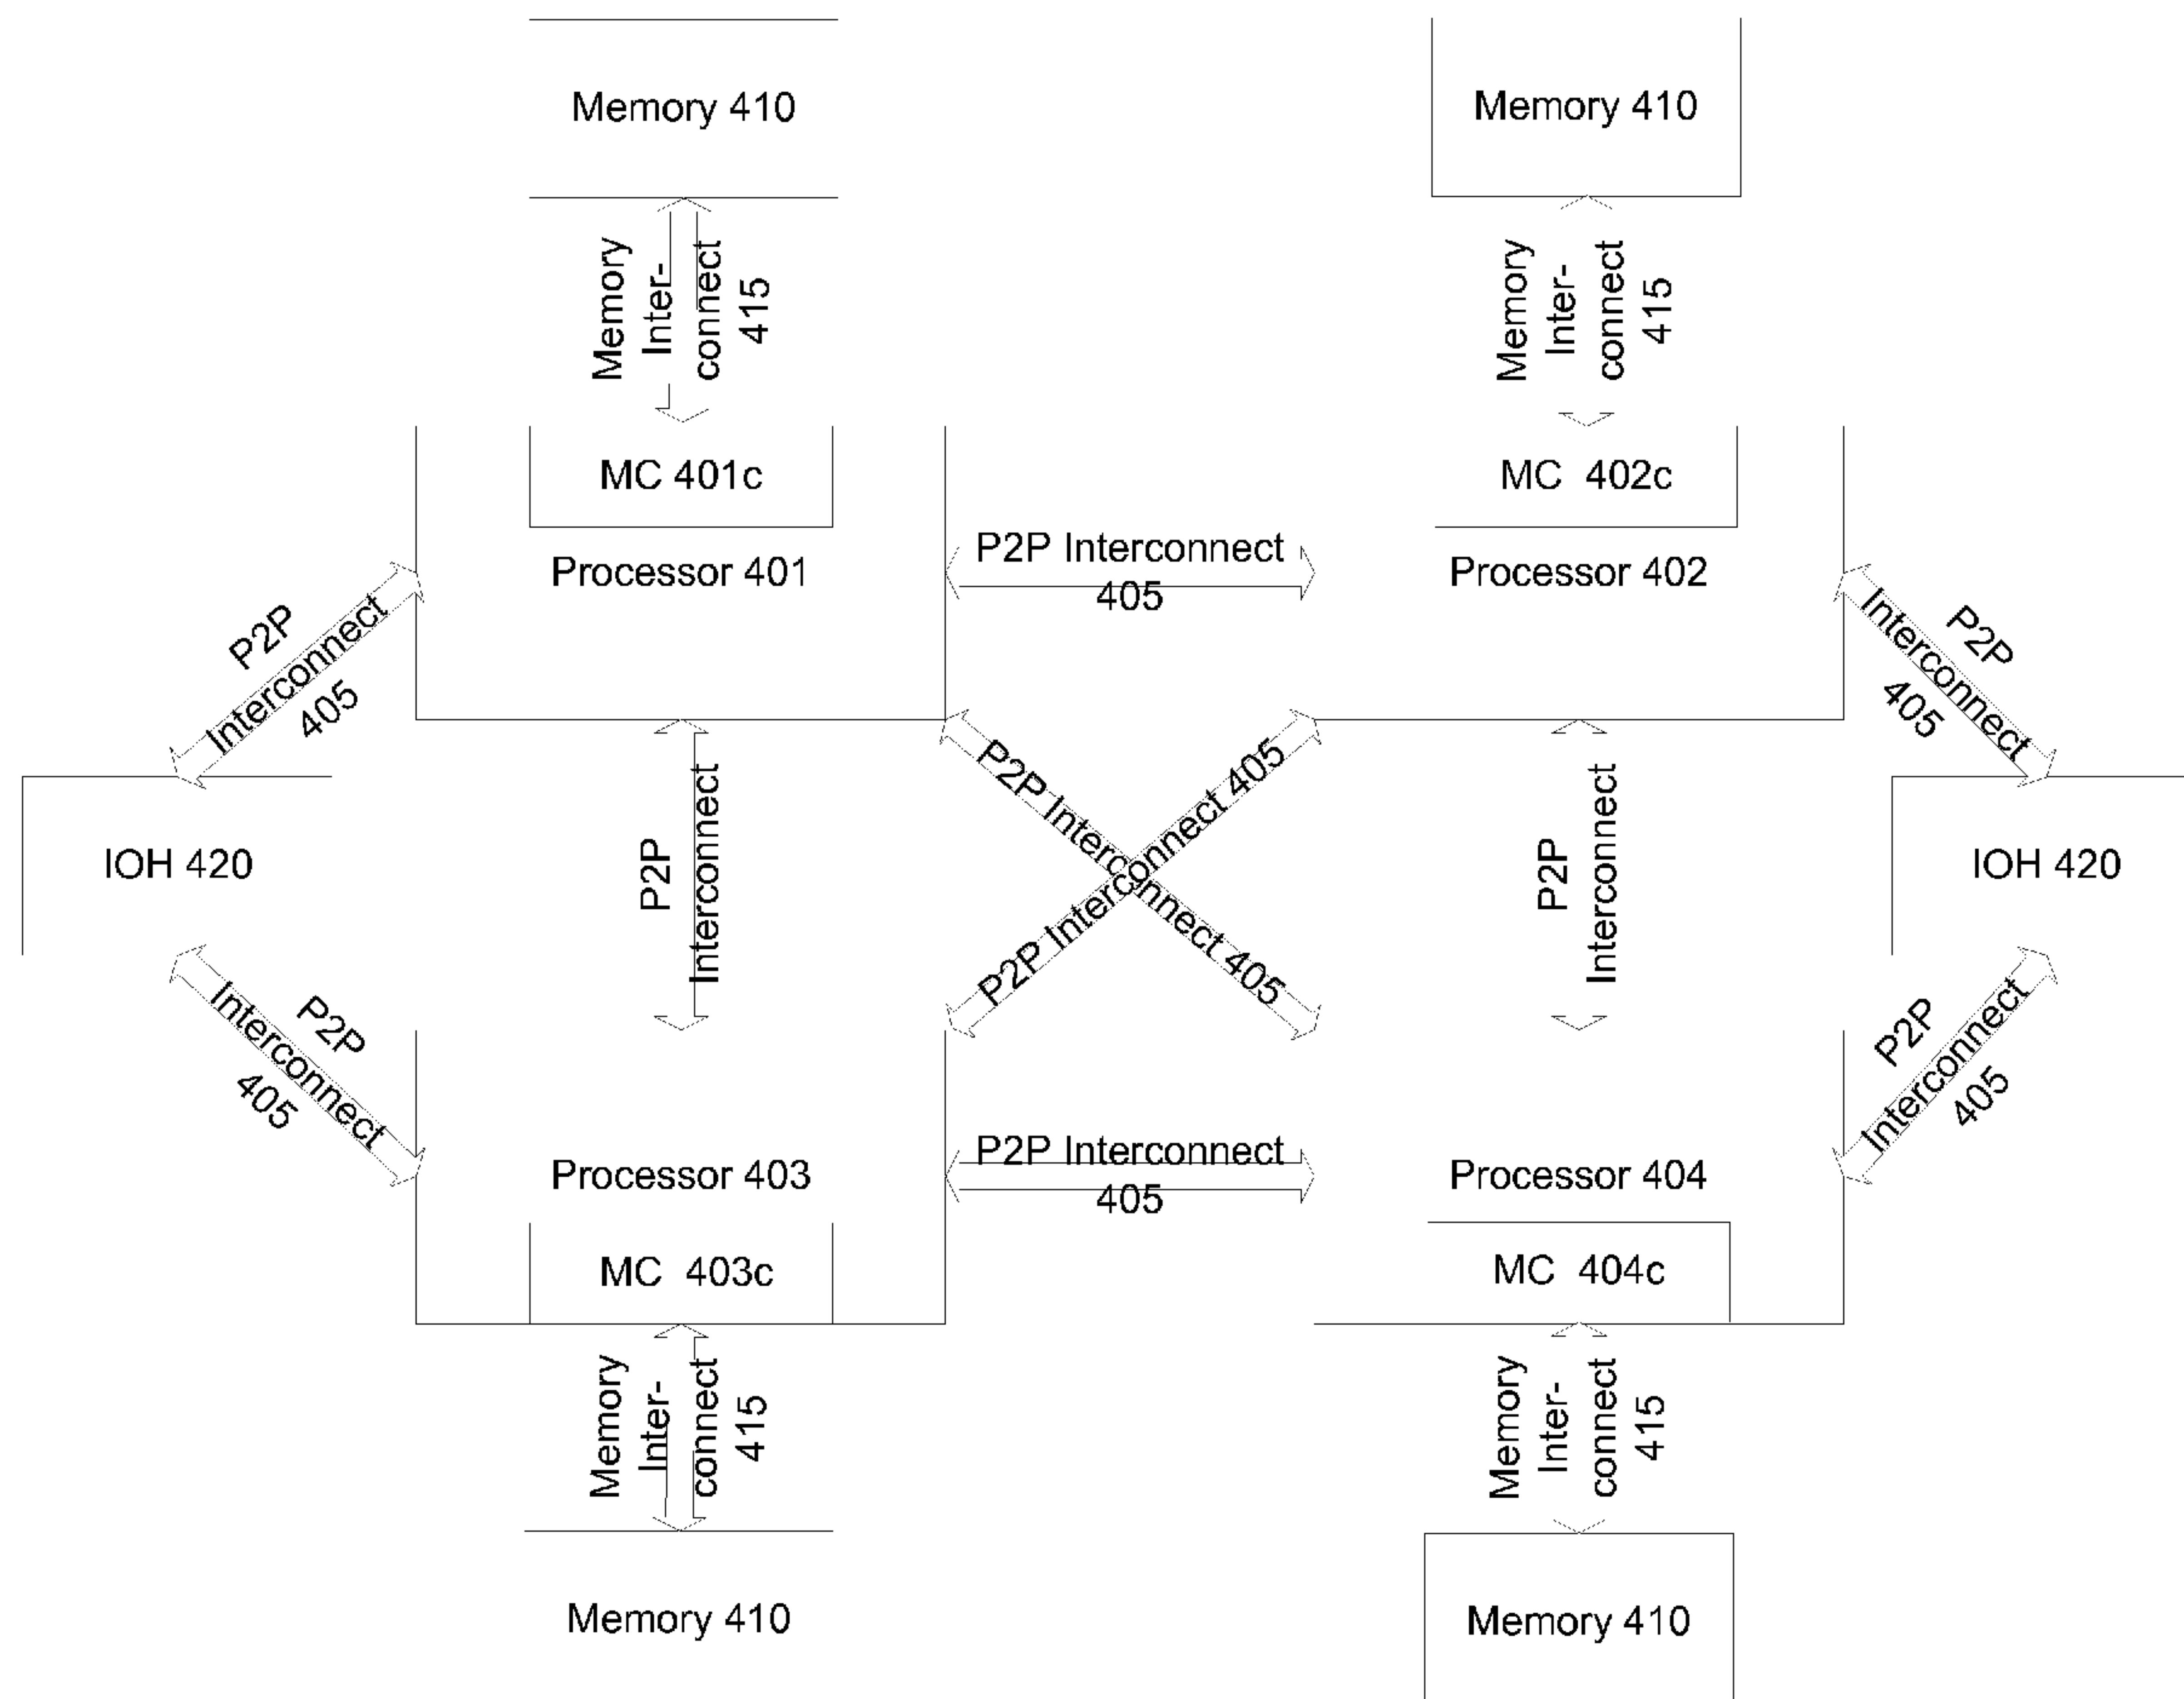 Memory 410
Memory 410
Memory
Inter-
connect
415
Memory
Inter-
connect
415
MC 401c
MC 402c
Processor 401
P2P Interconnect
405
Processor 402
P2P
Interconnect
405
P2P
Interconnect
405
IOH 420
P2P
Interconnect
P2P Interconnect 405
P2P Interconnect 405
P2P
Interconnect
IOH 420
P2P
Interconnect
405
P2P
Interconnect
405
Processor 403
P2P Interconnect
405
Processor 404
MC 403c
MC 404c
Memory
Inter-
connect
415
Memory
Inter-
connect
415
Memory 410
Memory 410